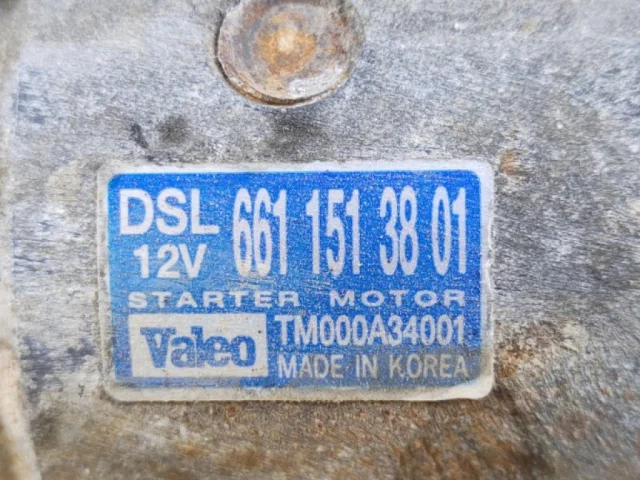 DSL 661 151 38 01
12V
STARTER MOTOR
Valeo TM000A34001
MADE IN KOREA